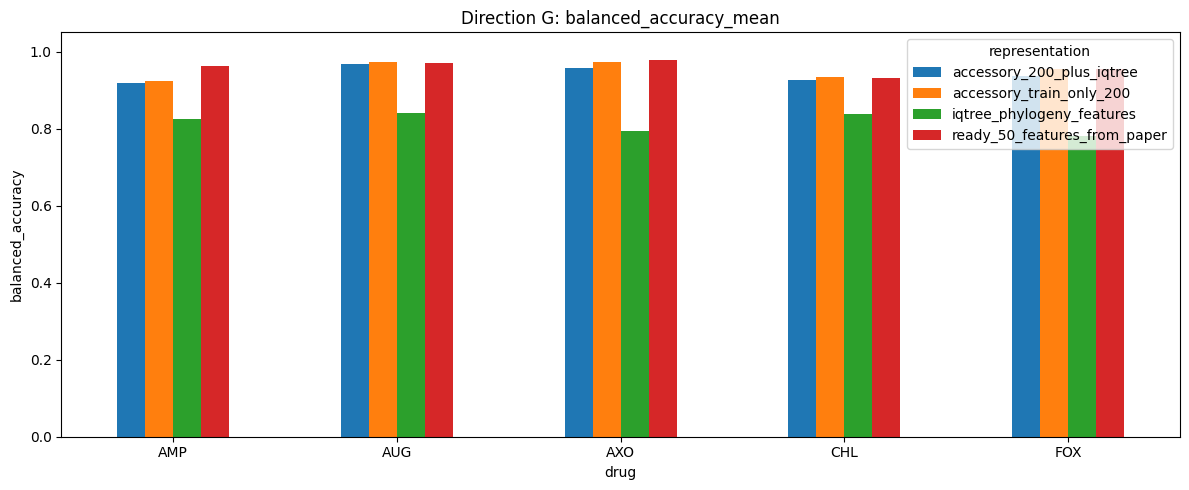 Direction G: balanced_accuracy_mean
representation
accessory_200_plus_iqtree
accessory_train_only_200
iqtree_phylogeny_features
ready_50_features_from_paper
balanced_accuracy
1.0
0.8
0.6
0.4
0.2
0.0
AMP AUG AXO CHL FOX
drug